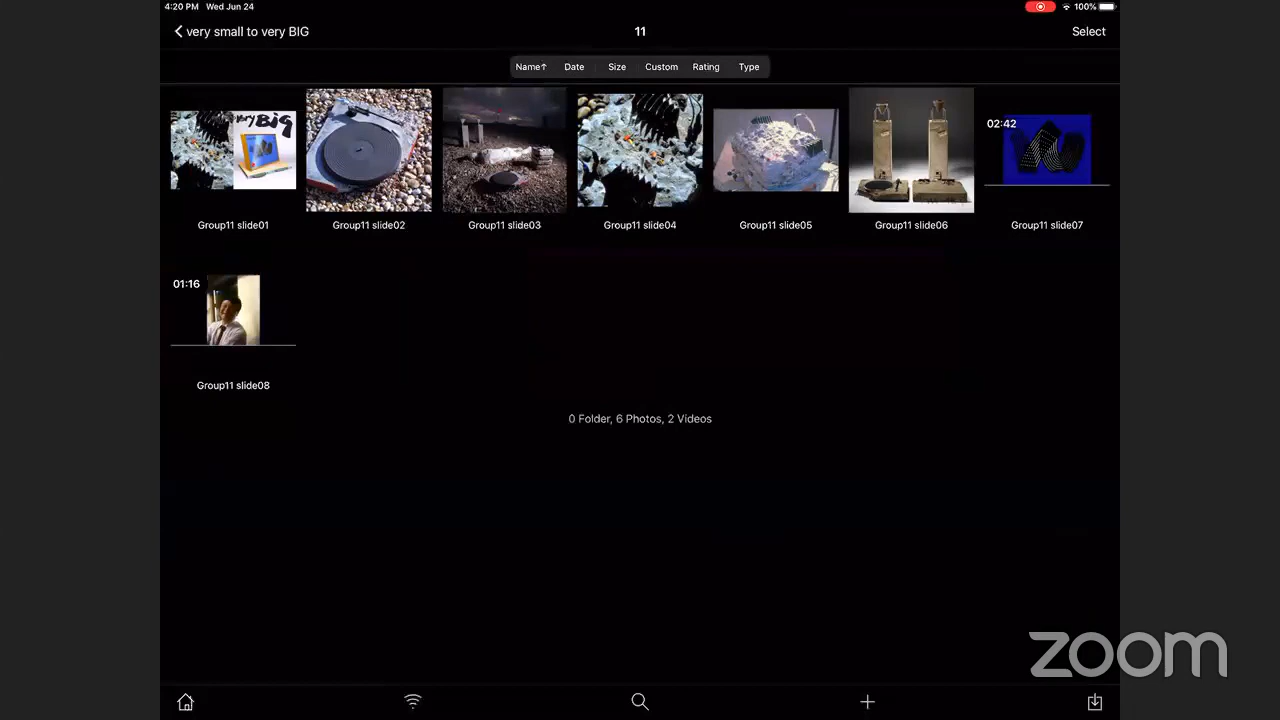 4:20 PM Wed Jun 24
100%
very small to very BIG
11
Select
Name↑ Date Size Custom Rating Type
very Big
02:42
Group11 slide01
Group11 slide02
Group11 slide03
Group11 slide04
Group11 slide05
Group11 slide06
Group11 slide07
01:16
Group11 slide08
0 Folder, 6 Photos, 2 Videos
zoom